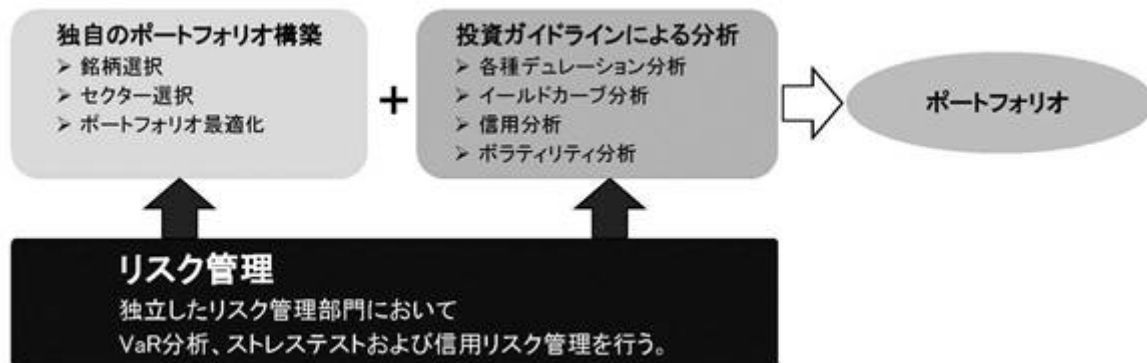 独自のポートフォリオ構築
➢ 銘柄選択
➢ セクター選択
➢ ポートフォリオ最適化
+
投資ガイドラインによる分析
➢ 各種デュレーション分析
➢ イールドカーブ分析
➢ 信用分析
➢ ボラティリティ分析
ポートフォリオ
リスク管理
独立したリスク管理部門において
VaR分析、ストレステストおよび信用リスク管理を行う。